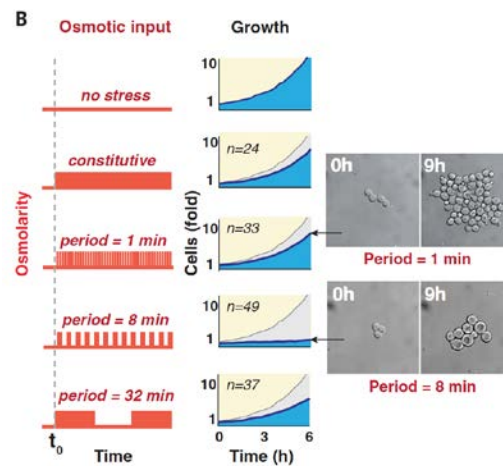 B
Osmotic input
Growth
Osmolarity
no stress
constitutive
period = 1 min
period = 8 min
period = 32 min
t0
Time
Cells (fold)
10
1
10
n=24
1
10
n=33
1
10
n=49
1
10
n=37
1
0 3 6
Time (h)
0h
9h
Period = 1 min
0h
9h
Period = 8 min